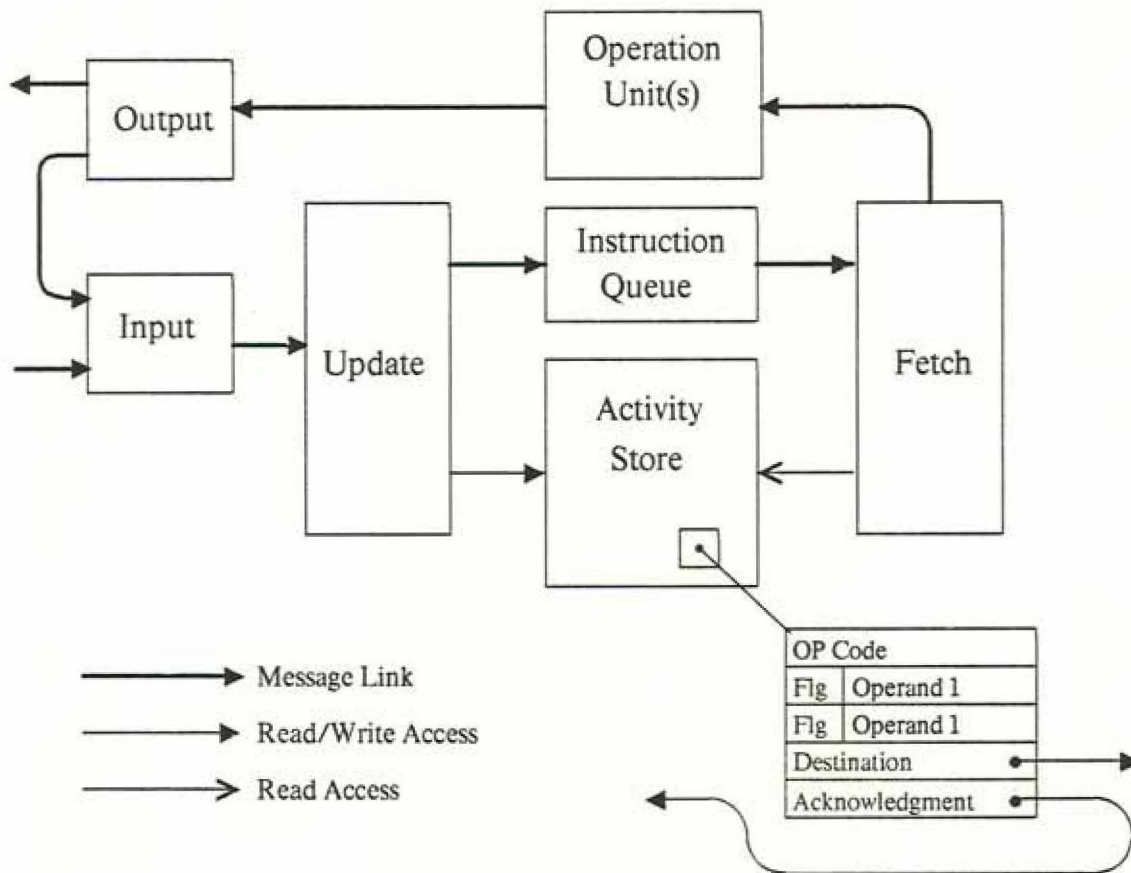 Operation
Unit(s)
Output
Instruction
Queue
Input
Update
Fetch
Activity
Store
OP Code
Flg Operand 1
Flg Operand 1
Destination
Acknowledgment
Message Link
Read/Write Access
Read Access